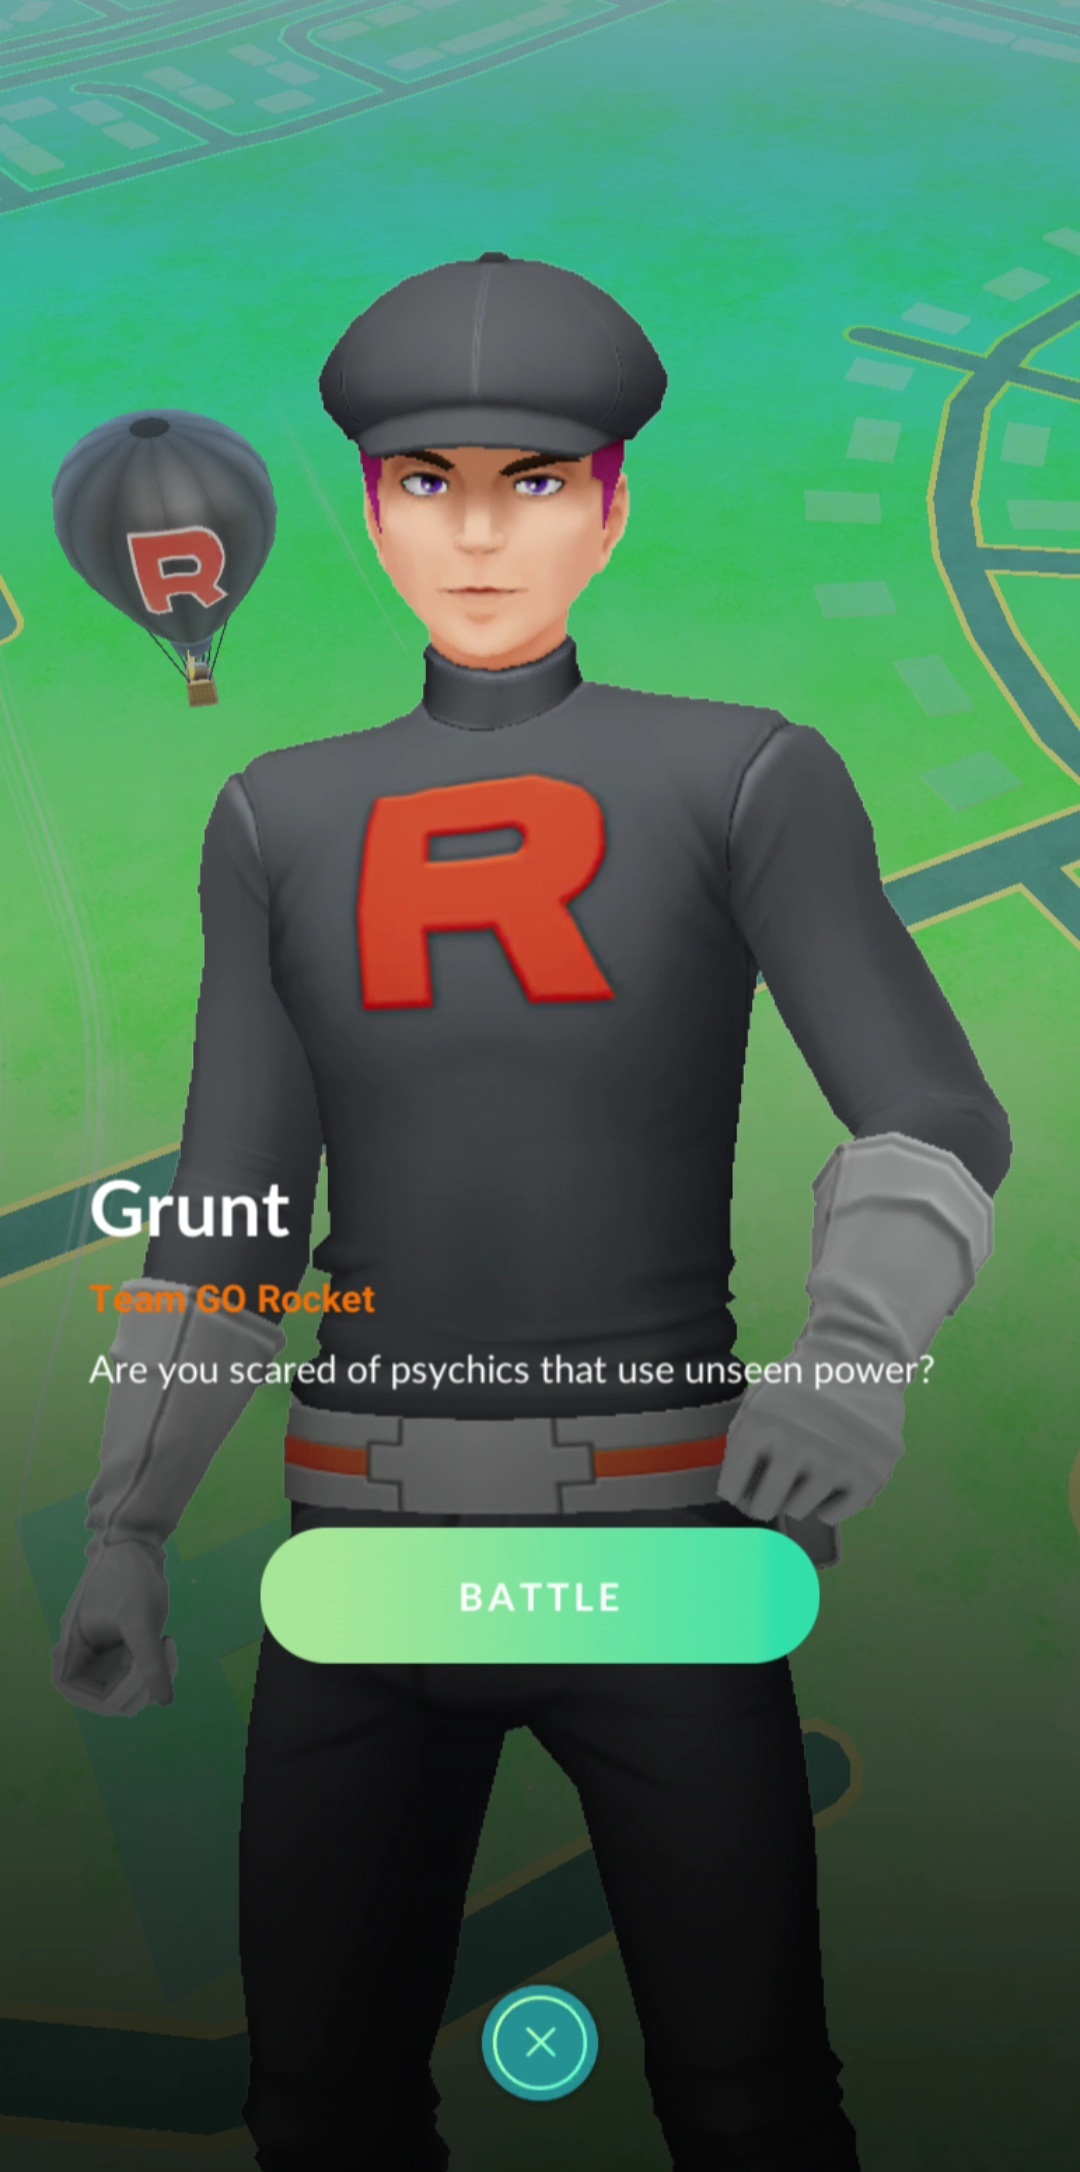 R
R
Grunt
Team GO Rocket
Are you scared of psychics that use unseen power?
BATTLE